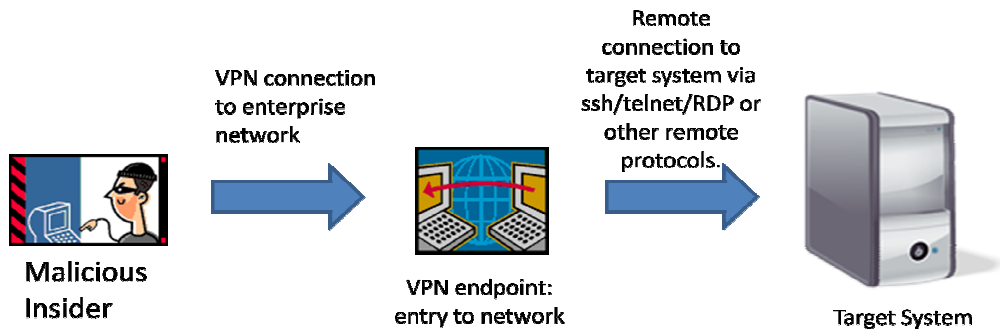 VPN connection
to enterprise
network
Remote
connection to
target system via
ssh/telnet/RDP or
other remote
protocols.
Malicious
Insider
VPN endpoint:
entry to network
Target System